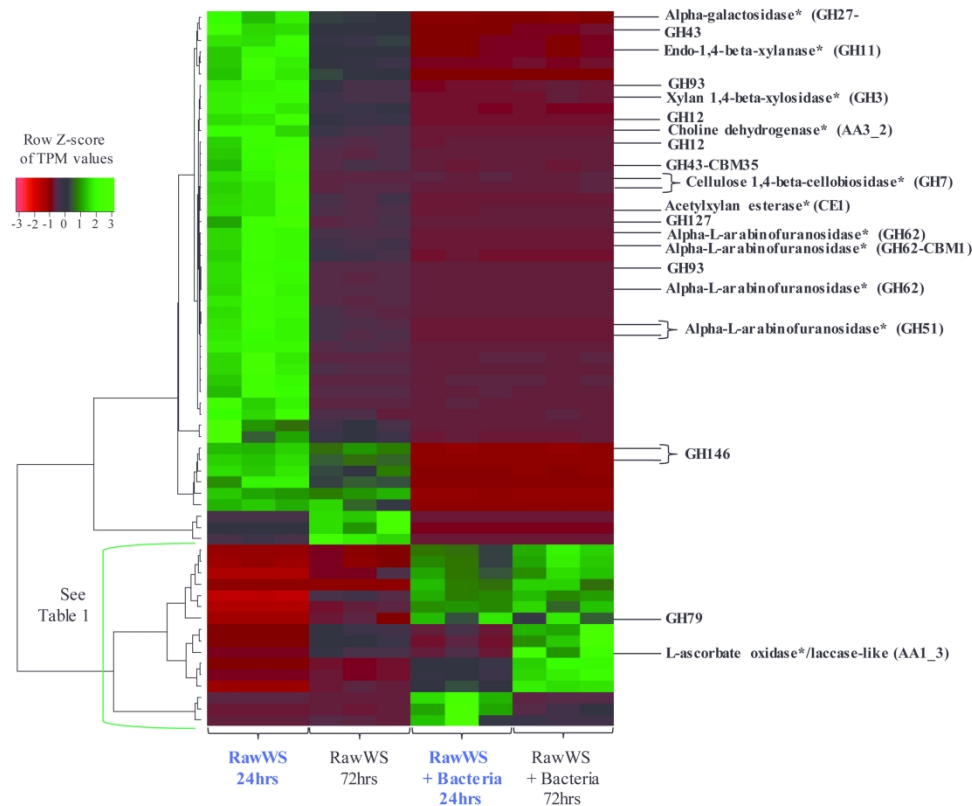 Row Z-score
of TPM values
-3 -2 -1 0 1 2 3
Alpha-galactosidase* (GH27-
GH43
Endo-1,4-beta-xylanase* (GH11)
GH93
Xylan 1,4-beta-xylosidase* (GH3)
GH12
Choline dehydrogenase* (AA3_2)
GH12
GH43-CBM35
Cellulose 1,4-beta-cellobiosidase* (GH7)
Acetylxylan esterase* (CE1)
GH127
Alpha-L-arabinofuranosidase* (GH62)
Alpha-L-arabinofuranosidase* (GH62-CBM1)
GH93
Alpha-L-arabinofuranosidase* (GH62)
Alpha-L-arabinofuranosidase* (GH51)
GH146
See
Table 1
GH79
L-ascorbate oxidase*/laccase-like (AA1_3)
RawWS
24hrs
RawWS
72hrs
RawWS
+ Bacteria
24hrs
RawWS
+ Bacteria
72hrs